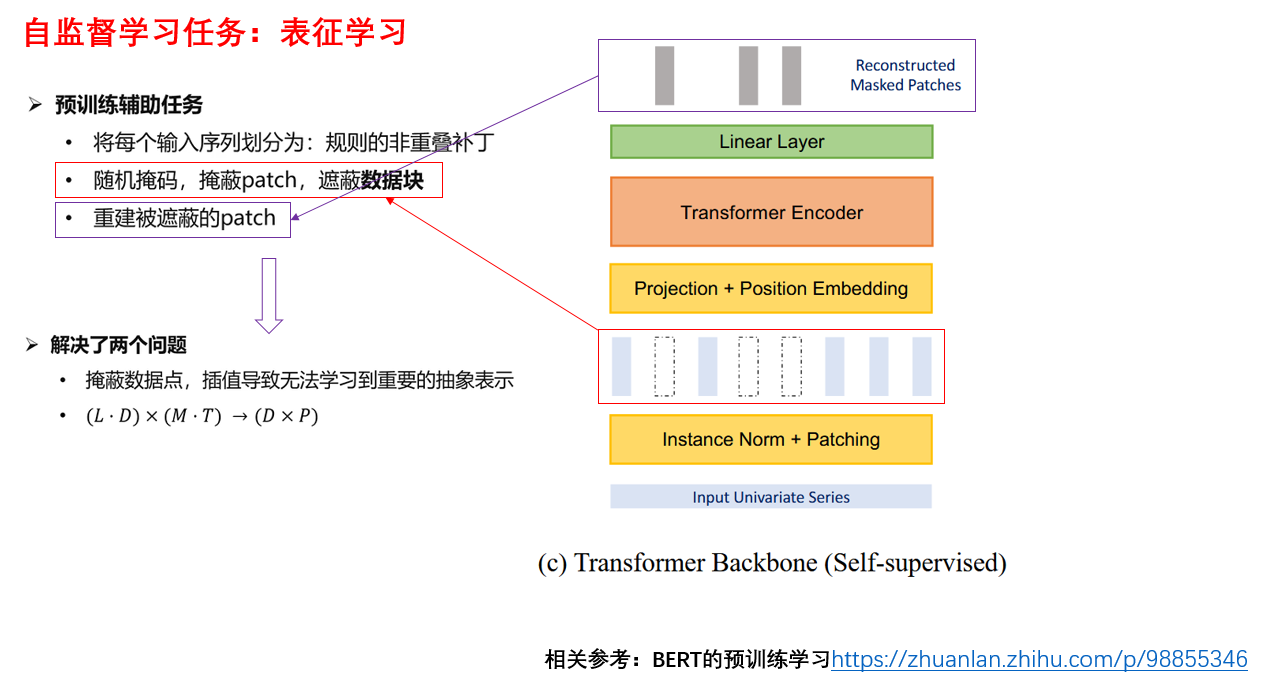 自监督学习任务：表征学习
➢ 预训练辅助任务
• 将每个输入序列划分为：规则的非重叠补丁
• 随机掩码，掩蔽patch，遮蔽数据块
• 重建被遮蔽的patch
➢ 解决了两个问题
• 掩蔽数据点，插值导致无法学习到重要的抽象表示
• (L · D) × (M · T) → (D × P)
Reconstructed
Masked Patches
Linear Layer
Transformer Encoder
Projection + Position Embedding
Instance Norm + Patching
Input Univariate Series
(c) Transformer Backbone (Self-supervised)
相关参考：BERT的预训练学习https://zhuanlan.zhihu.com/p/98855346